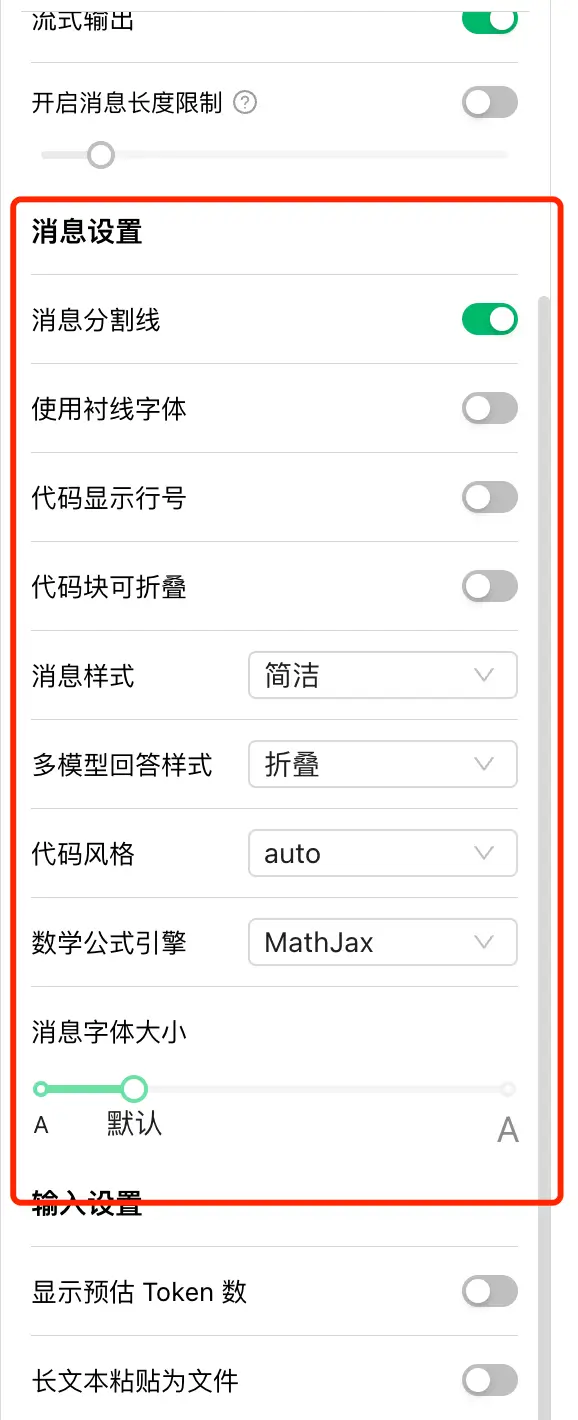 流式输出
开启消息长度限制 ?
消息设置
消息分割线
使用衬线字体
代码显示行号
代码块可折叠
消息样式 简洁
多模型回答样式 折叠
代码风格 auto
数学公式引擎 MathJax
消息字体大小
A 默认 A
输入设置
显示预估 Token 数
长文本粘贴为文件